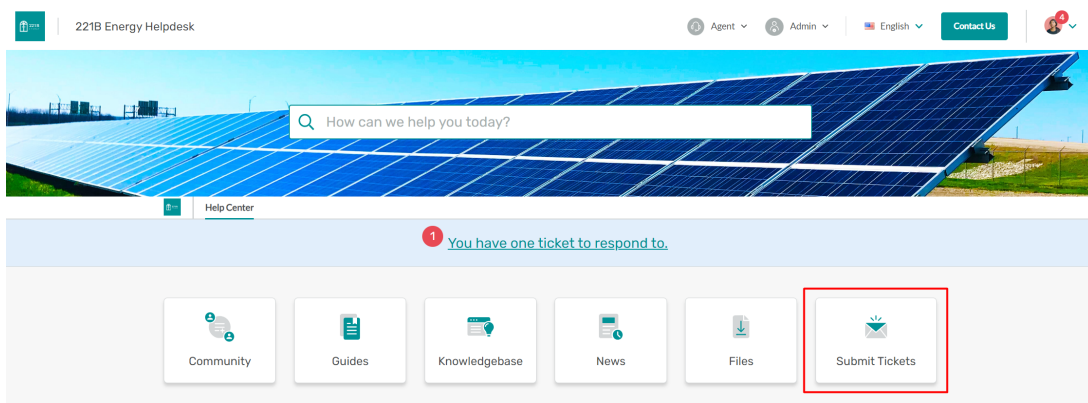 221B
221B Energy Helpdesk
Agent
Admin
English
Contact Us
4
How can we help you today?
Help Center
1
You have one ticket to respond to.
Community
Guides
Knowledgebase
News
Files
Submit Tickets